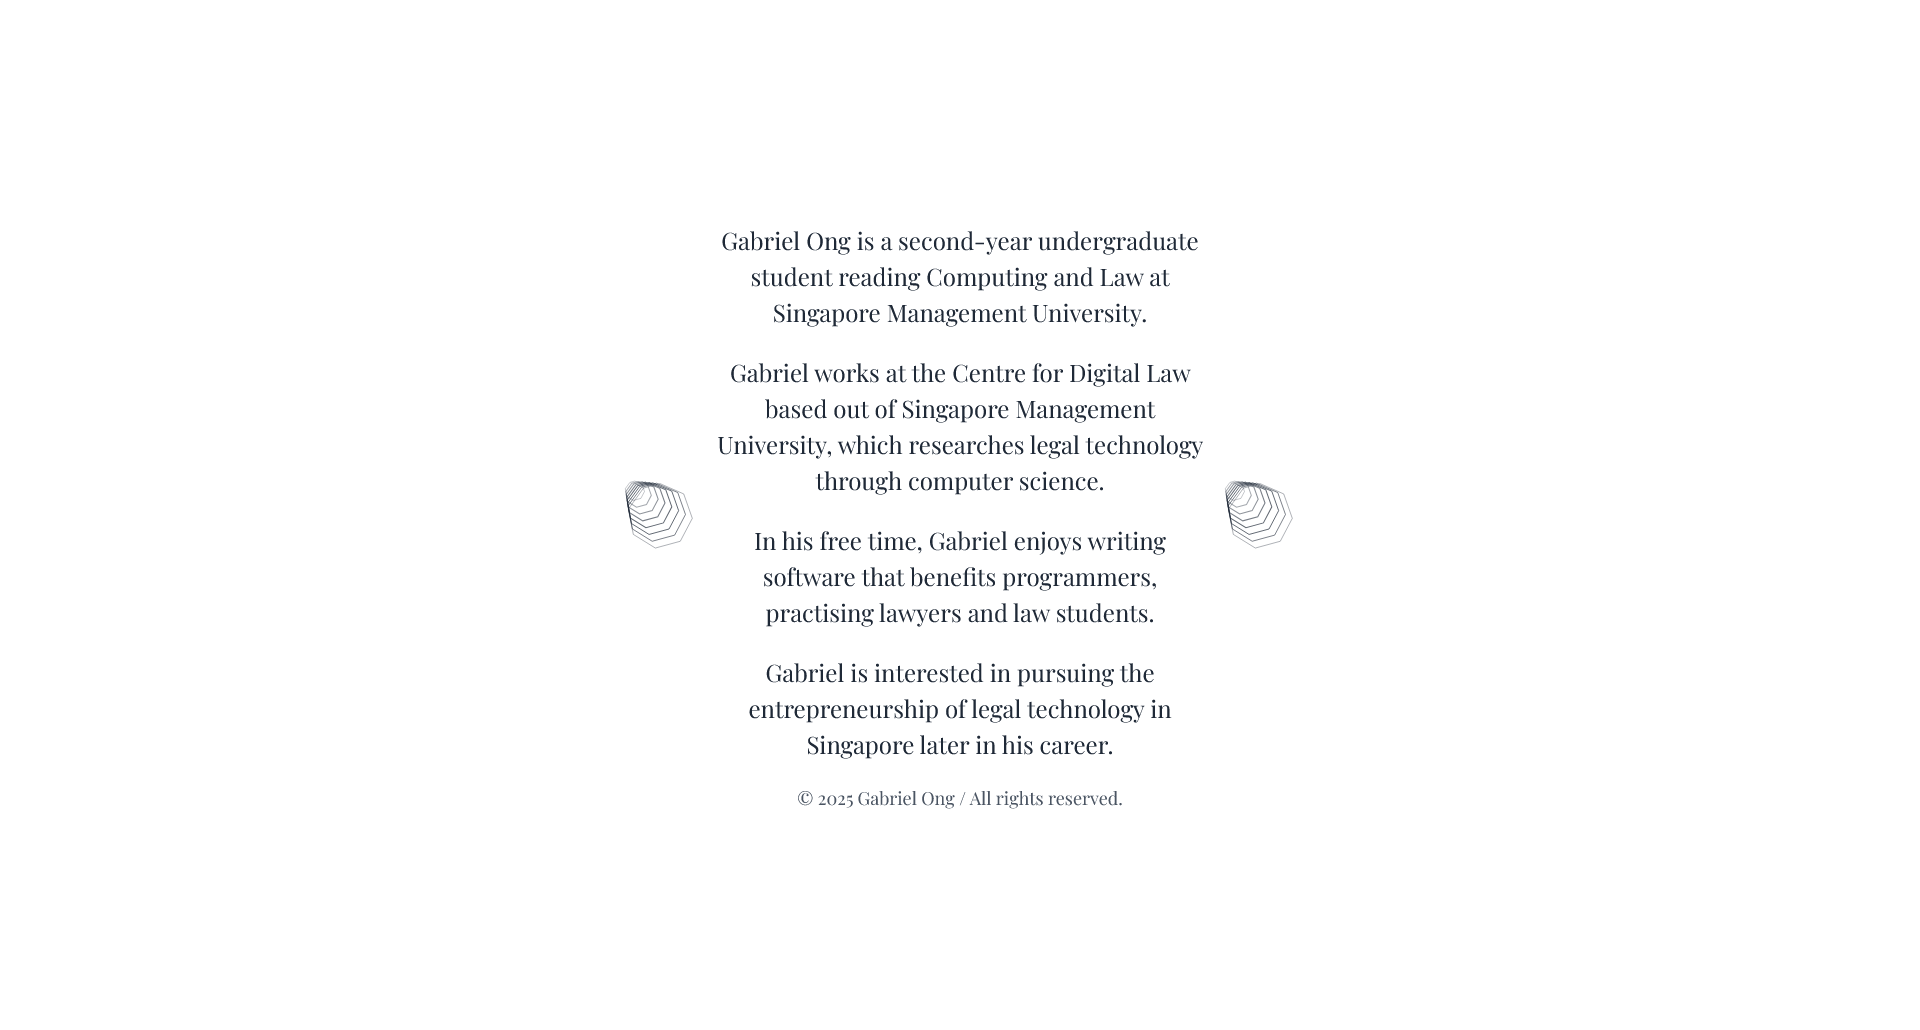 Gabriel Ong is a second-year undergraduate
student reading Computing and Law at
Singapore Management University.
Gabriel works at the Centre for Digital Law
based out of Singapore Management
University, which researches legal technology
through computer science.
In his free time, Gabriel enjoys writing
software that benefits programmers,
practising lawyers and law students.
Gabriel is interested in pursuing the
entrepreneurship of legal technology in
Singapore later in his career.
© 2025 Gabriel Ong / All rights reserved.